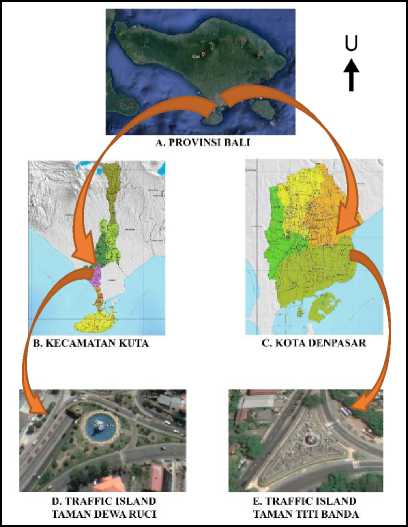 U
A. PROVINSI BALI
B. KECAMATAN KUTA
C. KOTA DENPASAR
D. TRAFFIC ISLAND
TAMAN DEWA RUCI
E. TRAFFIC ISLAND
TAMAN TITI BANDA